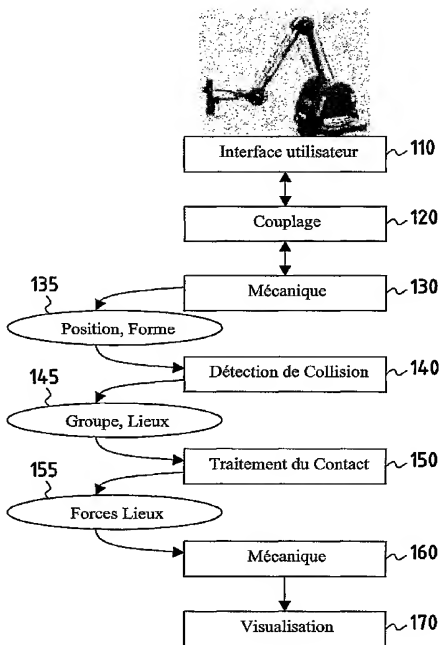 Interface utilisateur 110
Couplage 120
135
Mécanique 130
Position, Forme
145
Détection de Collision 140
Groupe, Lieux
155
Traitement du Contact 150
Forces Lieux
Mécanique 160
Visualisation 170